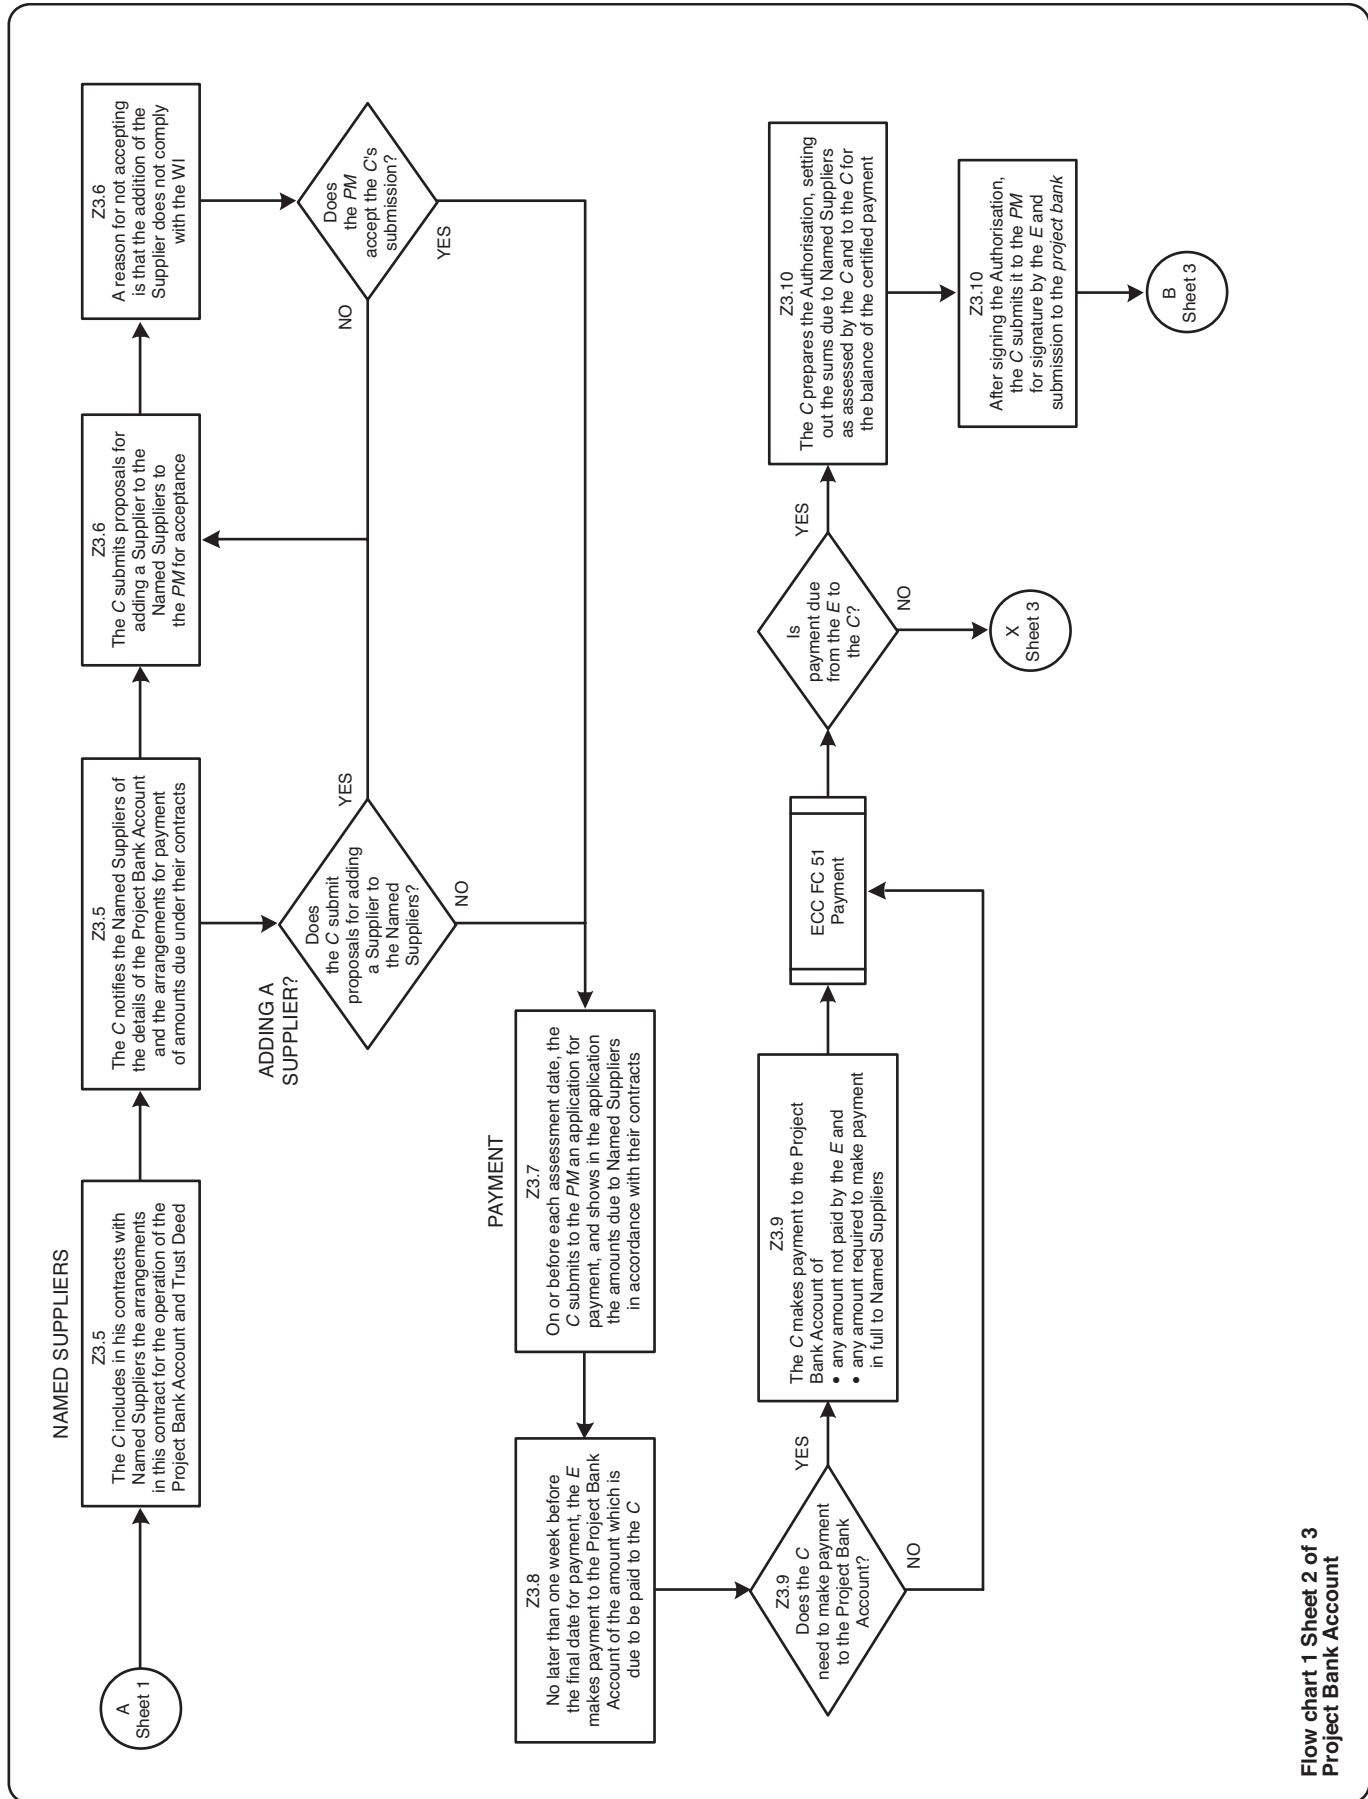 NAMED SUPPLIERS
A
Sheet 1
Z3.5
The C includes in his contracts with
Named Suppliers the arrangements
in this contract for the operation of the
Project Bank Account and Trust Deed
Z3.5
The C notifies the Named Suppliers of
the details of the Project Bank Account
and the arrangements for payment
of amounts due under their contracts
Z3.6
The C submits proposals for
adding a Supplier to the
Named Suppliers to
the PM for acceptance
Z3.6
A reason for not accepting
is that the addition of the
Supplier does not comply
with the WI
ADDING A
SUPPLIER?
Does
the C submit
proposals for adding
a Supplier to
the Named
Suppliers?
YES
NO
Does
the PM
accept the C's
submission?
NO
YES
PAYMENT
Z3.8
No later than one week before
the final date for payment, the E
makes payment to the Project Bank
Account of the amount which is
due to be paid to the C
Z3.7
On or before each assessment date, the
C submits to the PM an application for
payment, and shows in the application
the amounts due to Named Suppliers
in accordance with their contracts
Z3.9
Does the C
need to make payment
to the Project Bank
Account?
YES
NO
Z3.9
The C makes payment to the Project
Bank Account of
• any amount not paid by the E and
• any amount required to make payment
in full to Named Suppliers
ECC FC 51
Payment
Is
payment due
from the E to
the C?
YES
NO
X
Sheet 3
Z3.10
The C prepares the Authorisation, setting
out the sums due to Named Suppliers
as assessed by the C and to the C for
the balance of the certified payment
Z3.10
After signing the Authorisation,
the C submits it to the PM
for signature by the E and
submission to the project bank
B
Sheet 3
Flow chart 1 Sheet 2 of 3
Project Bank Account